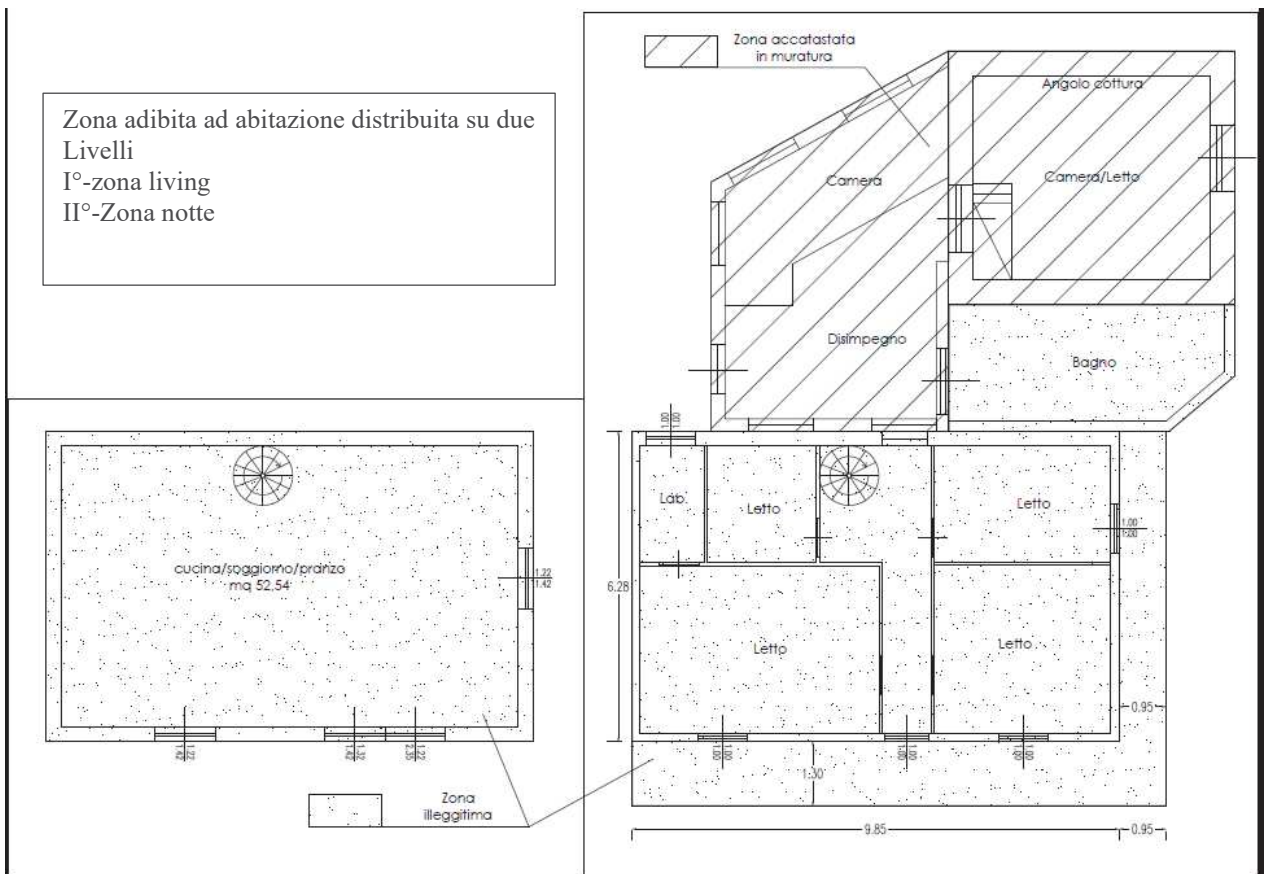 Zona adibita ad abitazione distribuita su due
Livelli
I°-zona living
II°-Zona notte
Zona accatastata
in muratura
Angolo cottura
Camera
Camera/Letto
Disimpegno
Bagno
1.00
1.00
Lab.
Letto
Letto
1.00
1.00
cucina/soggiorno/pranzo
mq 52,54
1.22
1.42
6.28
Letto
Letto
0.95
1.22
1.42
1.32
1.42
1.22
2.35
1.00
1.00
1.00
1.00
1.00
1.00
1.30
Zona
illeggitima
9.85
0.95